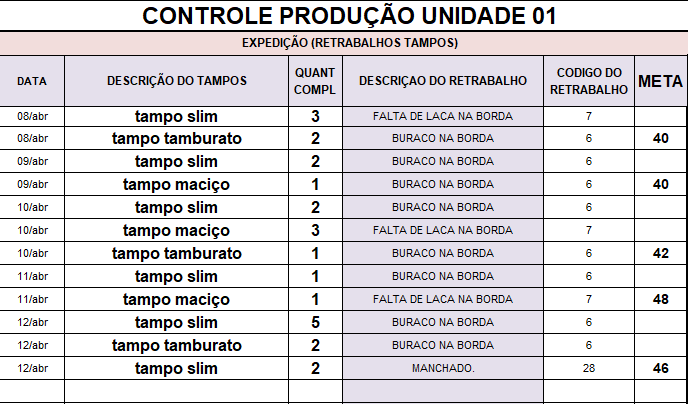 CONTROLE PRODUÇÃO UNIDADE 01
EXPEDIÇÃO (RETRABALHOS TAMPOS)
DATA DESCRIÇÃO DO TAMPOS QUANT COMPL DESCRIÇAO DO RETRABALHO CODIGO DO RETRABALHO META
08/abr tampo slim 3 FALTA DE LACA NA BORDA 7
08/abr tampo tamburato 2 BURACO NA BORDA 6 40
09/abr tampo slim 2 BURACO NA BORDA 6
09/abr tampo maciço 1 BURACO NA BORDA 6 40
10/abr tampo slim 2 BURACO NA BORDA 6
10/abr tampo maciço 3 FALTA DE LACA NA BORDA 7
10/abr tampo tamburato 1 BURACO NA BORDA 6 42
11/abr tampo slim 1 BURACO NA BORDA 6
11/abr tampo maciço 1 FALTA DE LACA NA BORDA 7 48
12/abr tampo slim 5 BURACO NA BORDA 6
12/abr tampo tamburato 2 BURACO NA BORDA 6
12/abr tampo slim 2 MANCHADO. 28 46